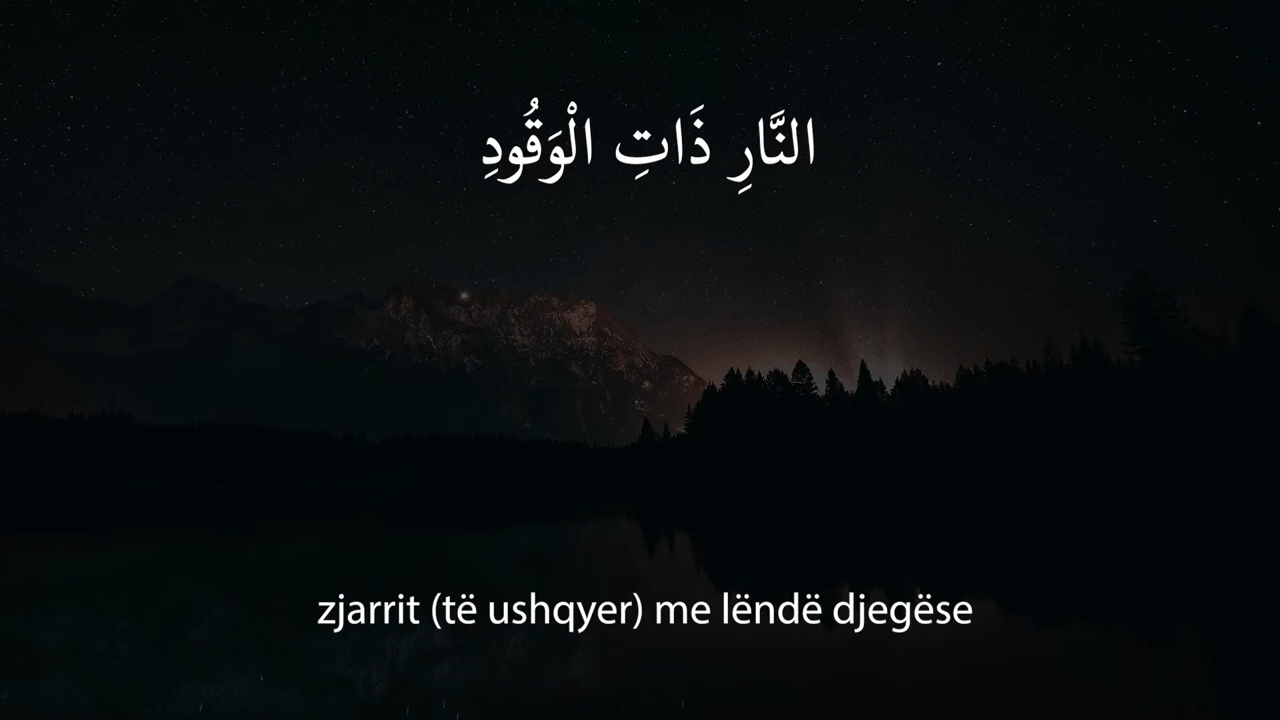 النَّارِ ذَاتِ الْوَقُودِ
zjarrit (të ushqyer) me lëndë djegëse